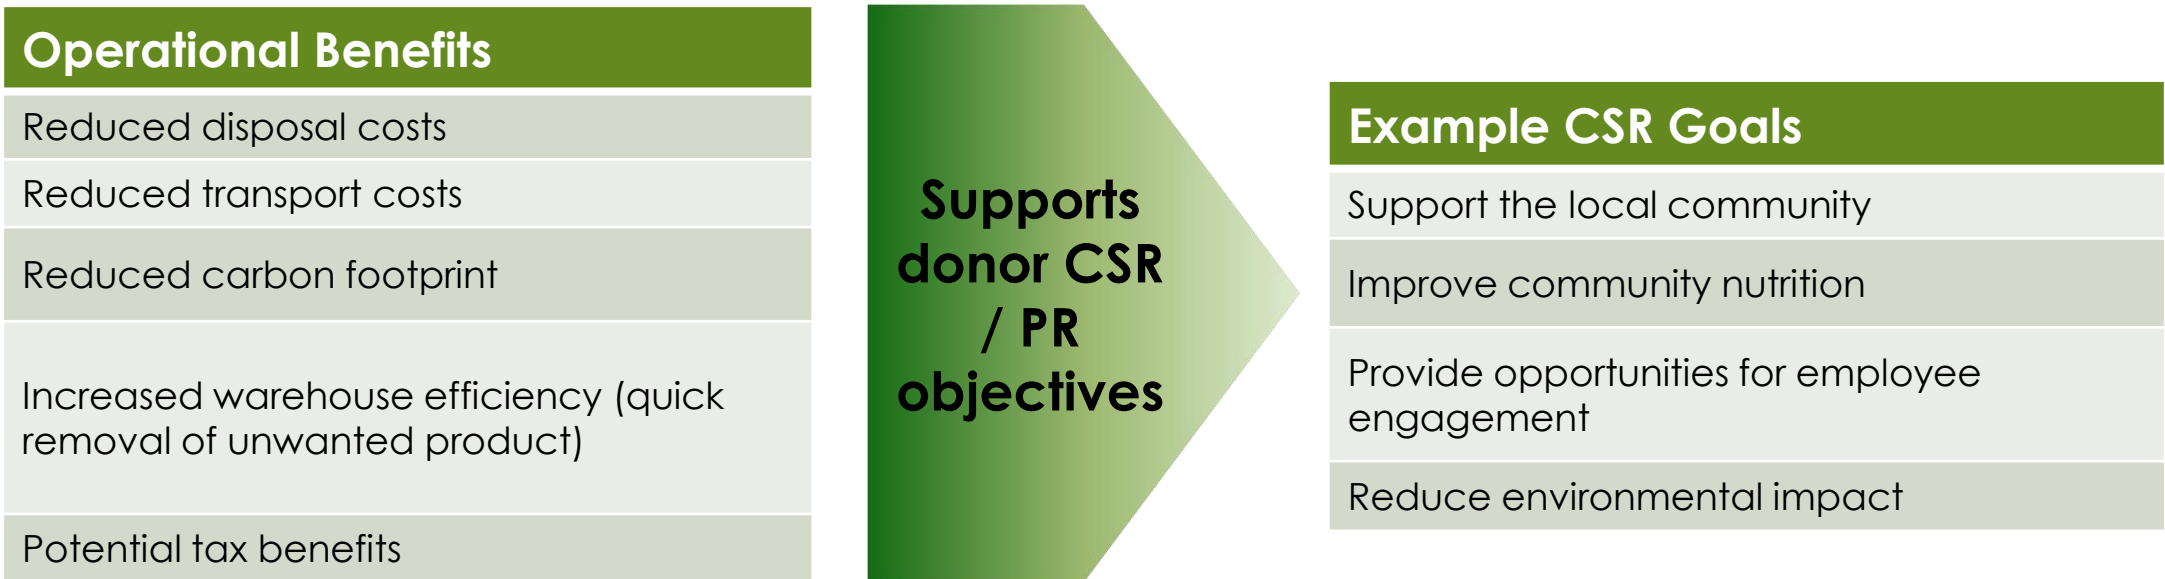 Operational Benefits
Reduced disposal costs
Reduced transport costs
Reduced carbon footprint
Increased warehouse efficiency (quick
removal of unwanted product)
Potential tax benefits
Supports
donor CSR
/ PR
objectives
Example CSR Goals
Support the local community
Improve community nutrition
Provide opportunities for employee
engagement
Reduce environmental impact